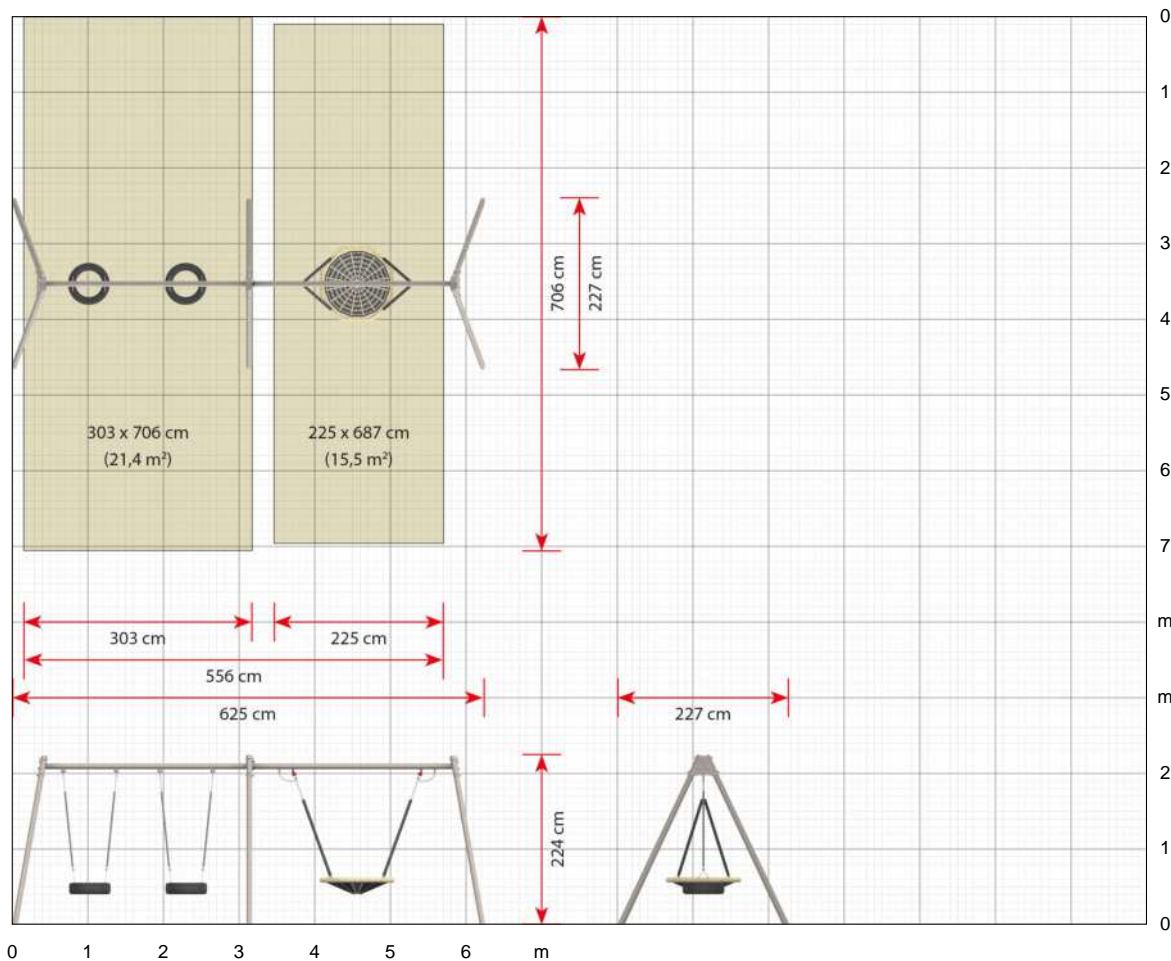 0
1
2
3
706 cm
227 cm
4
5
303 x 706 cm
(21,4 m²)
225 x 687 cm
(15,5 m²)
6
7
303 cm
225 cm
m
556 cm
625 cm
227 cm
m
2
224 cm
1
0
0 1 2 3 4 5 6 m